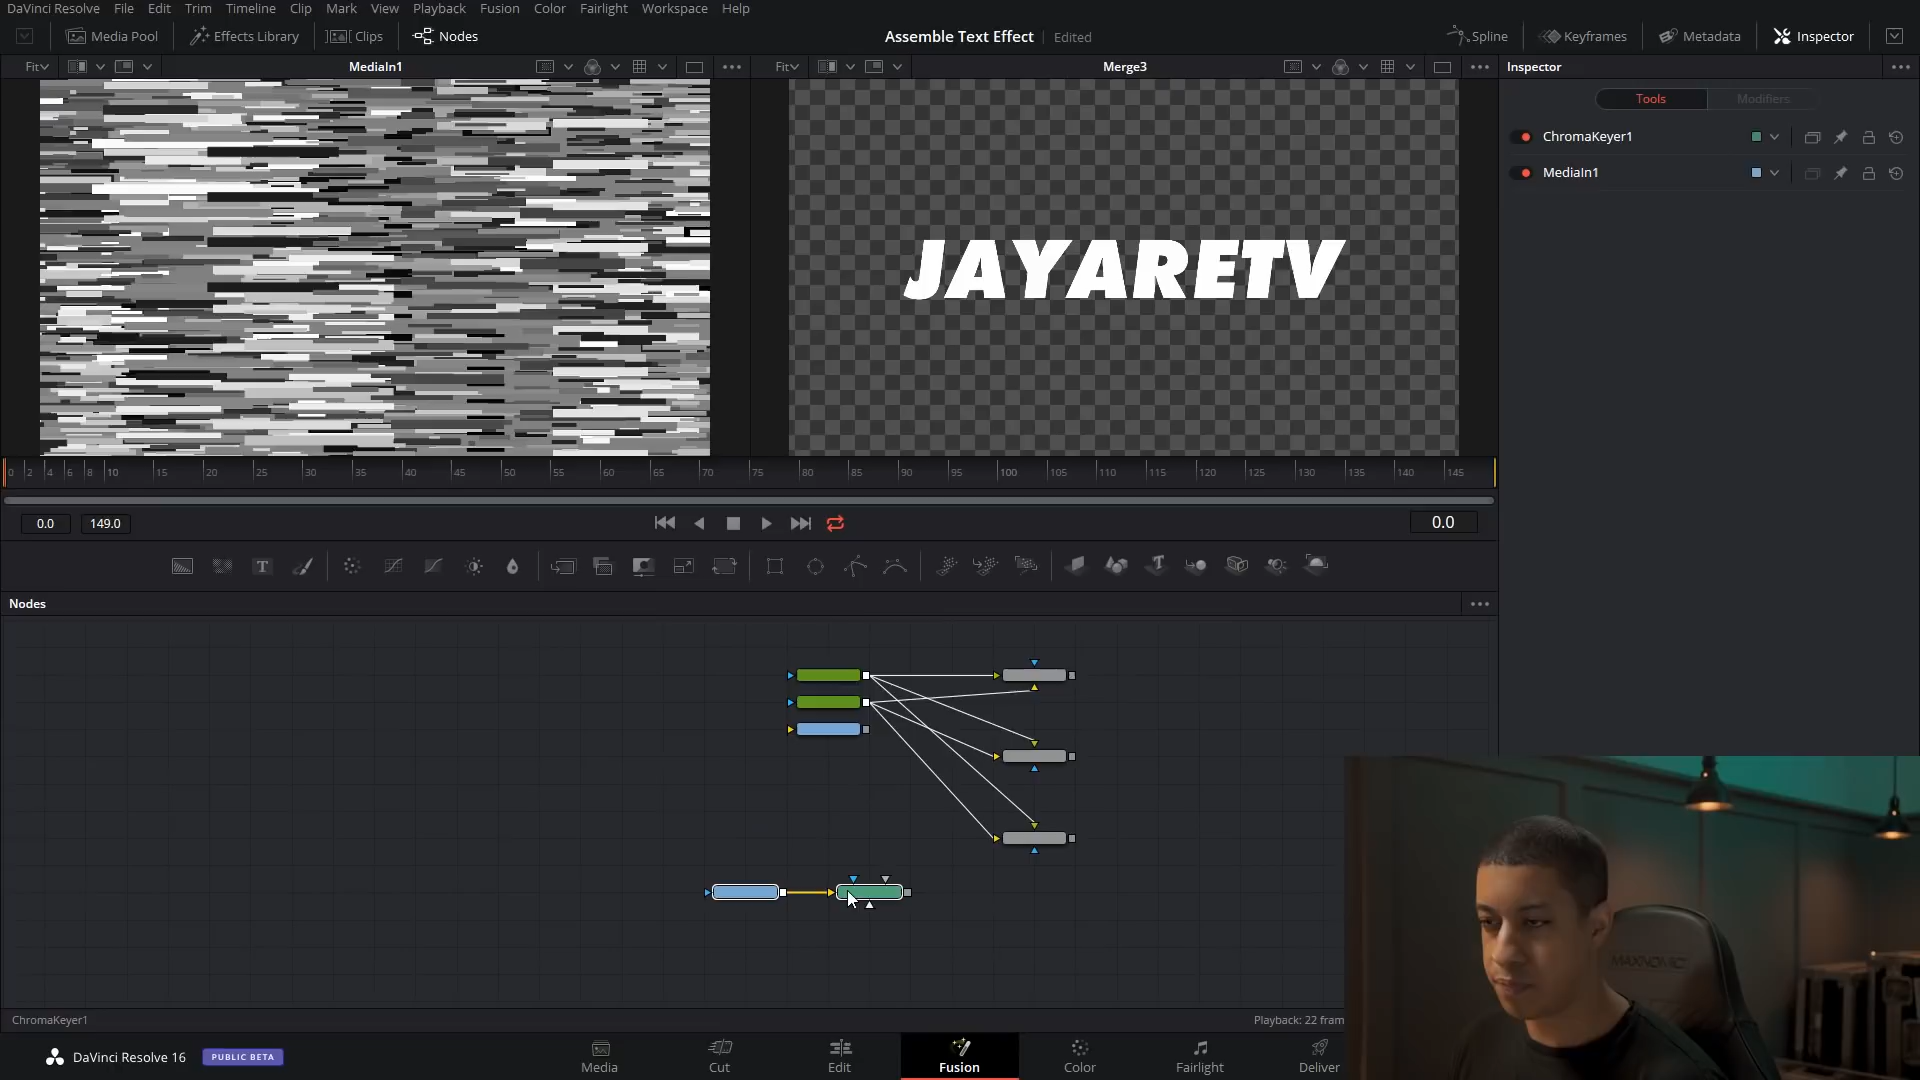 DaVinci Resolve File Edit Trim Timeline Clip Mark View Playback Fusion Color Fairlight Workspace Help
Media Pool Effects Library Clips Nodes Assemble Text Effect Edited Spline Keyframes Metadata Inspector
Fit MediaIn1 Fit Merge3 Inspector
Tools Modifiers
ChromaKeyer1
MediaIn1
JAYARETV
0 2 4 6 8 10 15 20 25 30 35 40 45 50 55 60 65 70 75 80 85 90 95 100 105 110 115 120 125 130 135 140 145
0.0 149.0 0.0
Nodes
MAXNOMIC
ChromaKeyer1 Playback: 22 fram
DaVinci Resolve 16 PUBLIC BETA Media Cut Edit Fusion Color Fairlight Deliver